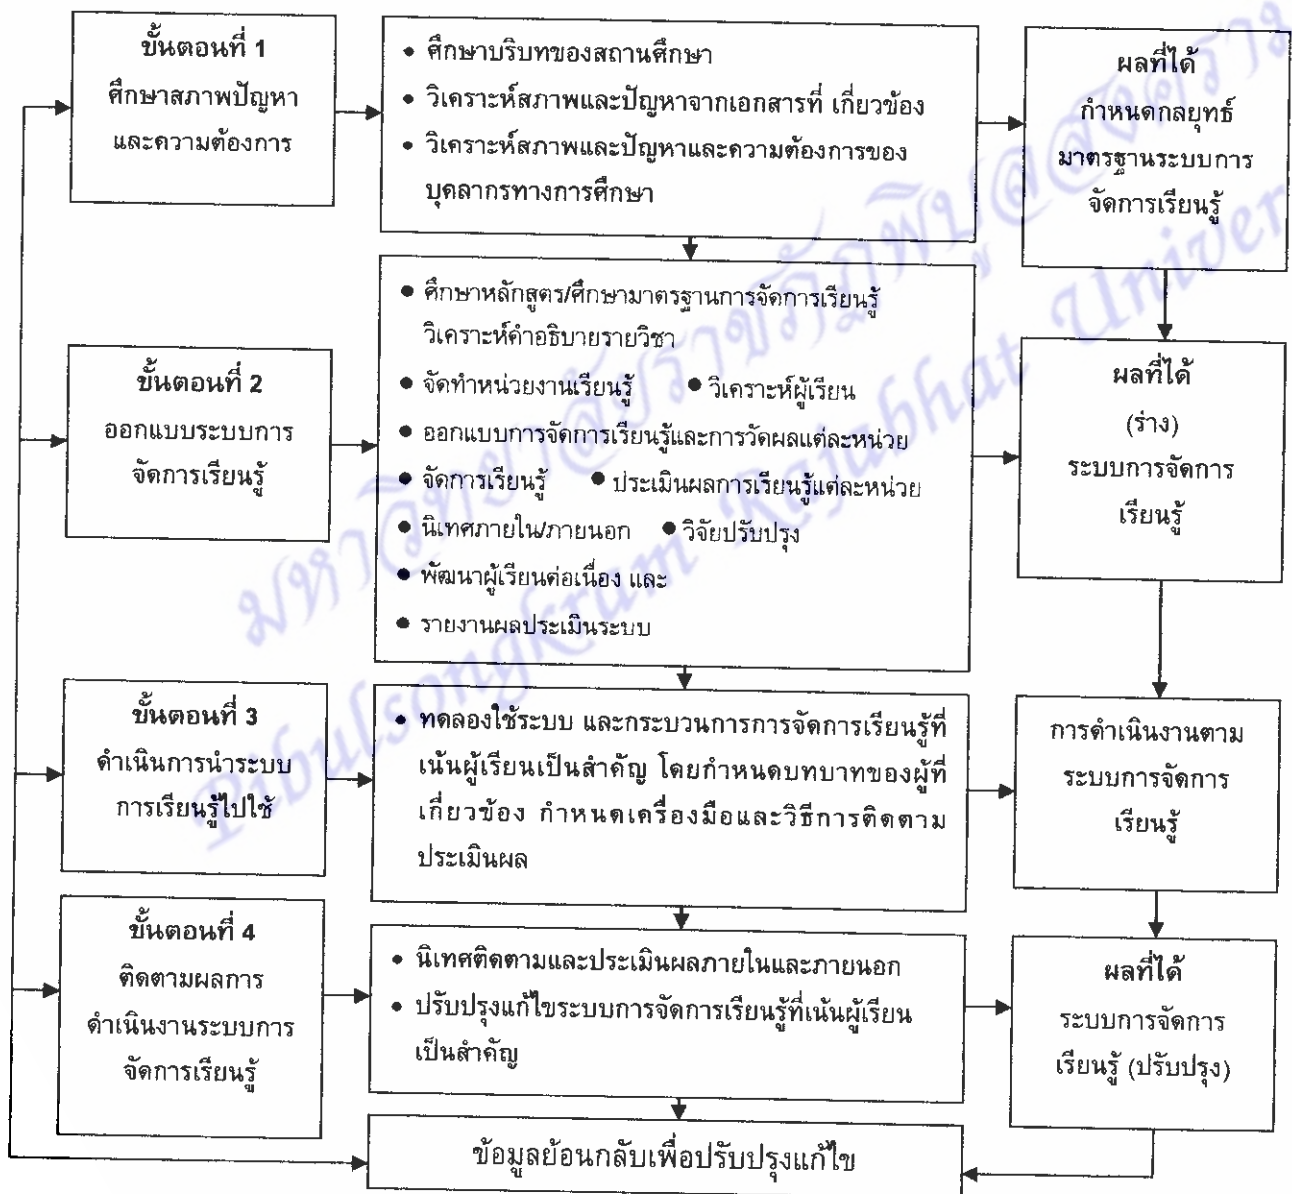 ขั้นตอนที่ 1
ศึกษาสภาพปัญหา
และความต้องการ
• ศึกษาบริบทของสถานศึกษา
• วิเคราะห์สภาพและปัญหาจากเอกสารที่ เกี่ยวข้อง
• วิเคราะห์สภาพและปัญหาและความต้องการของ
บุคลากรทางการศึกษา
ผลที่ได้
กำหนดกลยุทธ์
มาตรฐานระบบการ
จัดการเรียนรู้
ขั้นตอนที่ 2
ออกแบบระบบการ
จัดการเรียนรู้
• ศึกษาหลักสูตร/ศึกษามาตรฐานการจัดการเรียนรู้
วิเคราะห์คำอธิบายรายวิชา
• จัดทำหน่วยงานเรียนรู้ • วิเคราะห์ผู้เรียน
• ออกแบบการจัดการเรียนรู้และการวัดผลแต่ละหน่วย
• จัดการเรียนรู้ • ประเมินผลการเรียนรู้แต่ละหน่วย
• นิเทศภายใน/ภายนอก • วิจัยปรับปรุง
• พัฒนาผู้เรียนต่อเนื่อง และ
• รายงานผลประเมินระบบ
ผลที่ได้
(ร่าง)
ระบบการจัดการ
เรียนรู้
ขั้นตอนที่ 3
ดำเนินการนำระบบ
การเรียนรู้ไปใช้
• ทดลองใช้ระบบ และกระบวนการการจัดการเรียนรู้ที่
เน้นผู้เรียนเป็นสำคัญ โดยกำหนดบทบาทของผู้ที่
เกี่ยวข้อง กำหนดเครื่องมือและวิธีการติดตาม
ประเมินผล
การดำเนินงานตาม
ระบบการจัดการ
เรียนรู้
ขั้นตอนที่ 4
ติดตามผลการ
ดำเนินงานระบบการ
จัดการเรียนรู้
• นิเทศติดตามและประเมินผลภายในและภายนอก
• ปรับปรุงแก้ไขระบบการจัดการเรียนรู้ที่เน้นผู้เรียน
เป็นสำคัญ
ผลที่ได้
ระบบการจัดการ
เรียนรู้ (ปรับปรุง)
ข้อมูลย้อนกลับเพื่อปรับปรุงแก้ไข
มหาวิทยาลัยราชภัฏพิบูลสงคราม
Pibulsongkram Rajabhat Univer